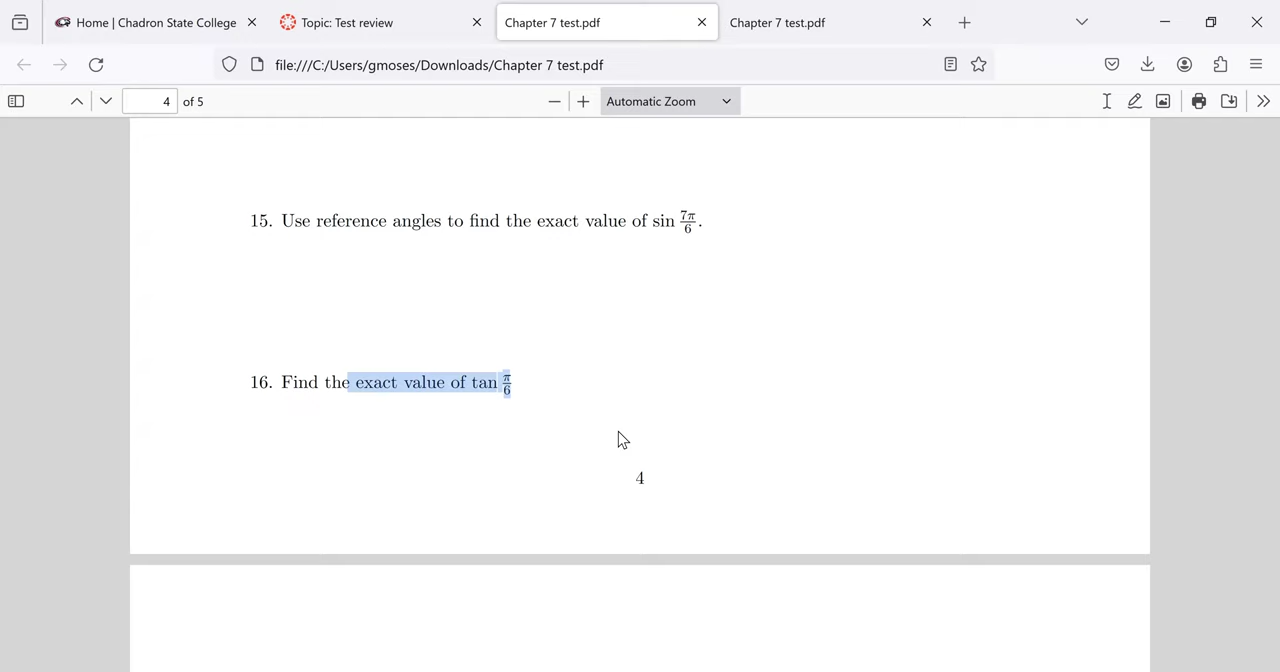 Home | Chadron State College
Topic: Test review
Chapter 7 test.pdf
Chapter 7 test.pdf
file:///C:/Users/gmoses/Downloads/Chapter 7 test.pdf
4 of 5
Automatic Zoom
15. Use reference angles to find the exact value of sin 7π/6.
16. Find the exact value of tan π/6
4